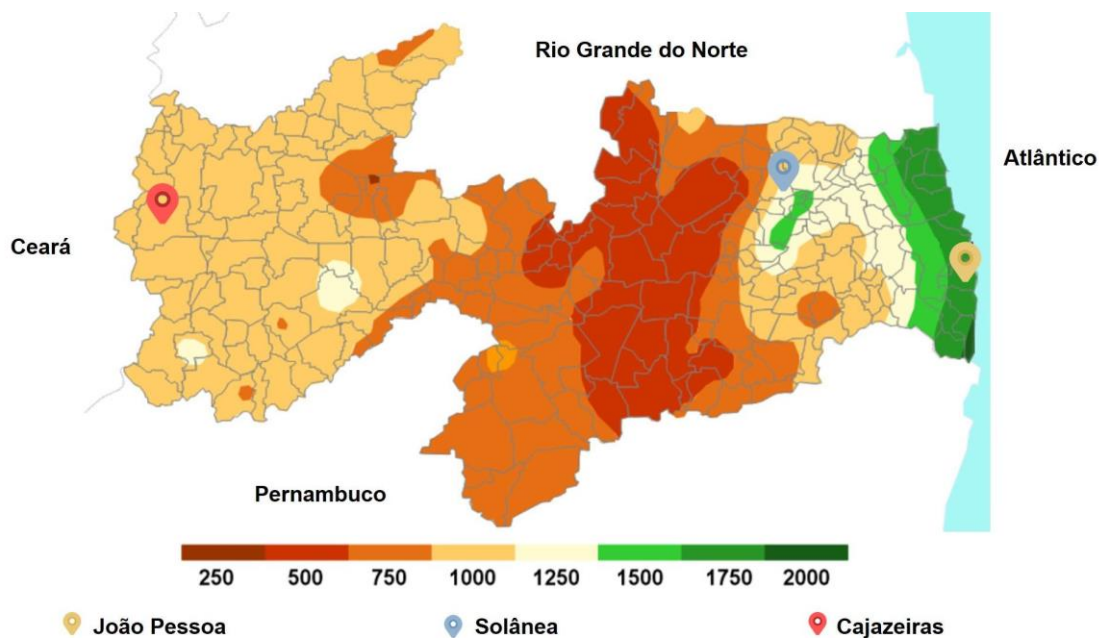 Rio Grande do Norte
Atlântico
Ceará
Pernambuco
250 500 750 1000 1250 1500 1750 2000
João Pessoa Solânea Cajazeiras